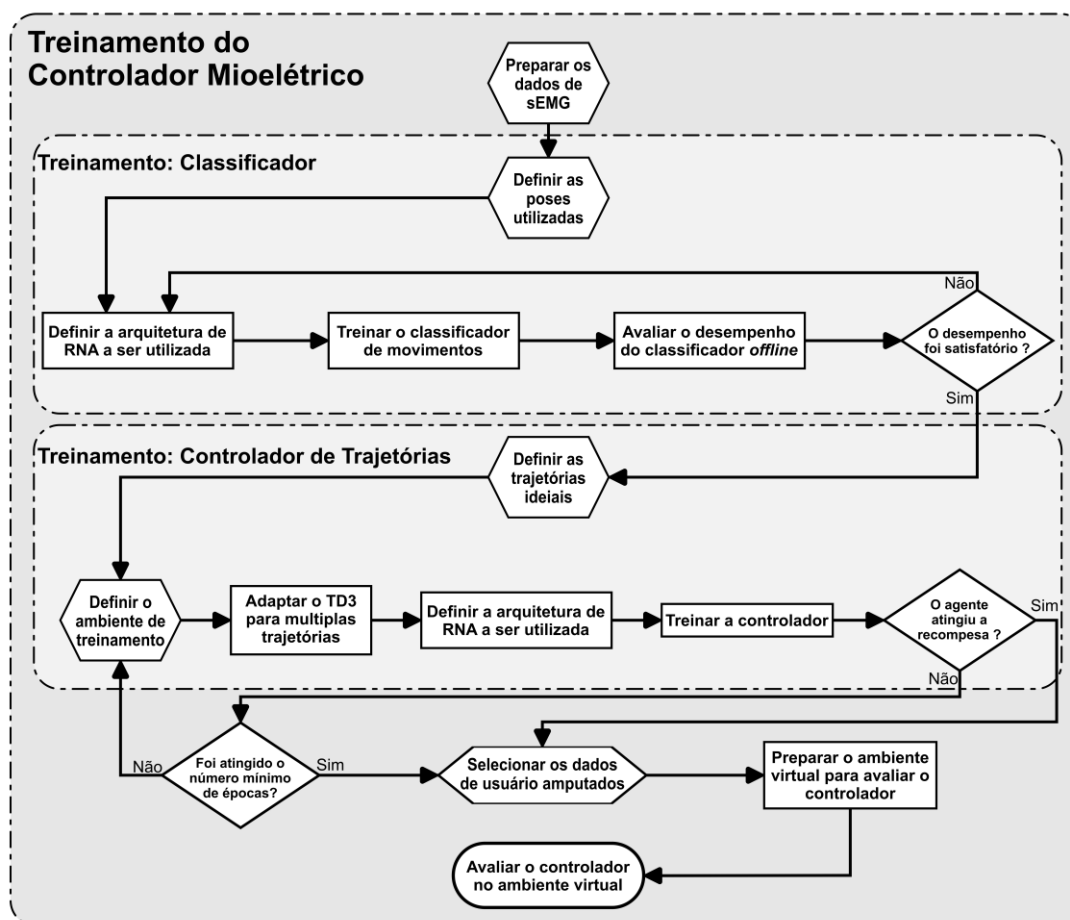 Treinamento do
Controlador Mioelétrico
Preparar os
dados de
sEMG
Treinamento: Classificador
Definir as
poses
utilizadas
Não
Definir a arquitetura de
RNA a ser utilizada
Treinar o classificador
de movimentos
Avaliar o desempenho
do classificador offline
O desempenho
foi satisfatório ?
Sim
Treinamento: Controlador de Trajetórias
Definir as
trajetórias
ideiais
Definir o
ambiente de
treinamento
Adaptar o TD3
para multiplas
trajetórias
Definir a arquitetura de
RNA a ser utilizada
Treinar a controlador
O agente
atingiu a
recompesa ?
Sim
Não
Não
Foi atingido o
número mínimo
de épocas?
Sim
Selecionar os dados
de usuário amputados
Preparar o ambiente
virtual para avaliar o
controlador
Avaliar o controlador
no ambiente virtual